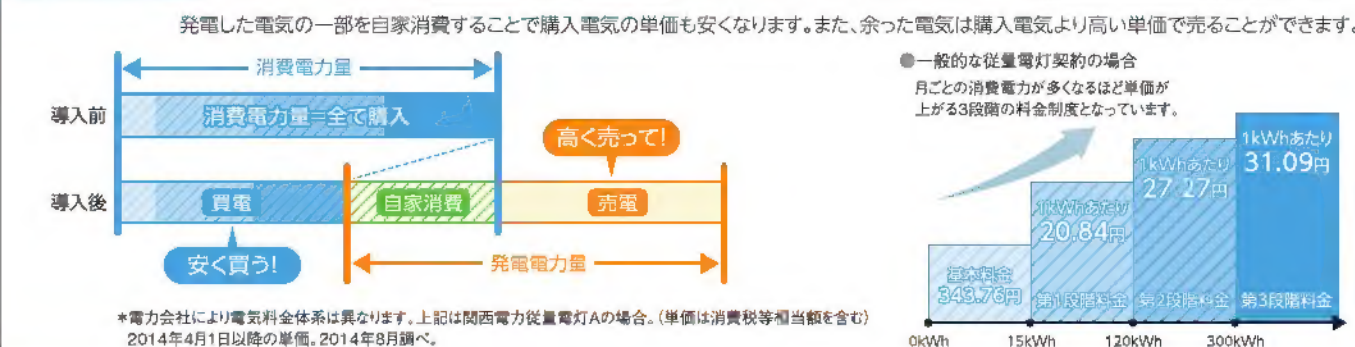 発電した電気の一部を自家消費することで購入電気の単価も安くなります。また、余った電気は購入電気より高い単価で売ることができます。
消費電力量
導入前
消費電力量=全て購入
高く売って!
導入後
買電
自家消費
売電
安く買う!
発電電力量
*電力会社により電気料金体系は異なります。上記は関西電力従量電灯Aの場合。(単価は消費税等相当額を含む)
2014年4月1日以降の単価。2014年8月調べ。
●一般的な従量電灯契約の場合
月ごとの消費電力が多くなるほど単価が
上がる3段階の料金制度となっています。
基本料金
343.76円
1kWhあたり
20.84円
第1段階料金
1kWhあたり
27 27円
第2段階料金
1kWhあたり
31.09円
第3段階料金
0kWh 15kWh 120kWh 300kWh